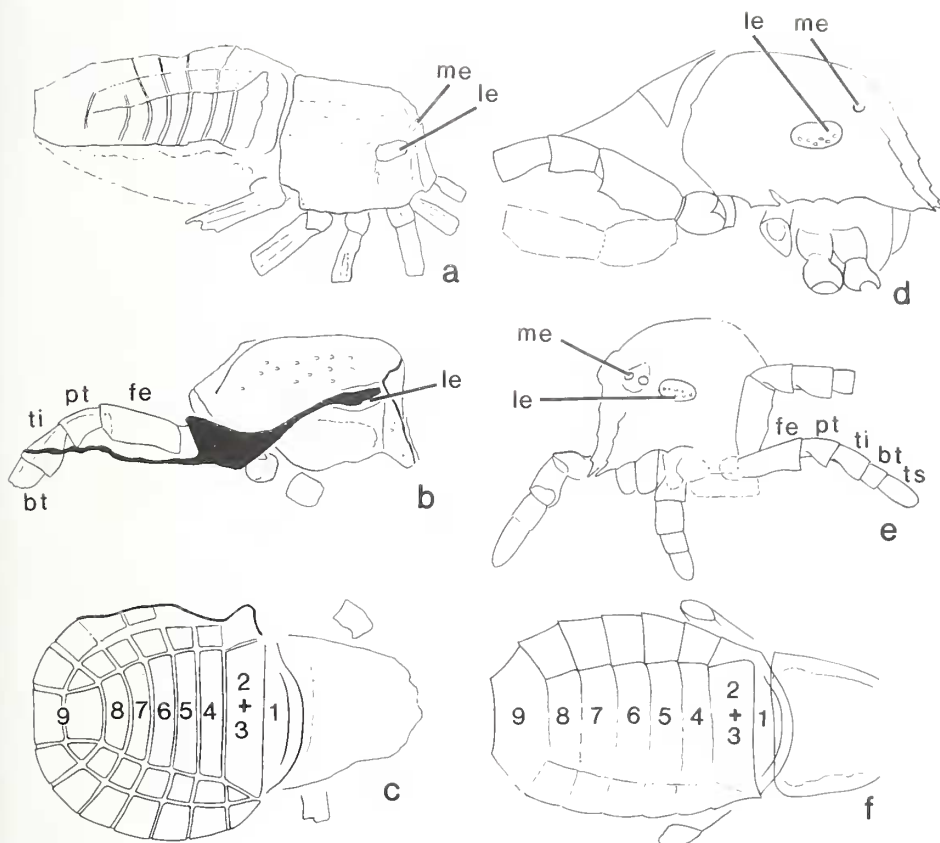 me
le
a
le me
d
ti pt fe
le
bt
b
me
le
fe pt ti bt ts
e
9 8 7 6 5 4 2 + 3 1
c
9 8 7 6 5 4 2 + 3 1
f